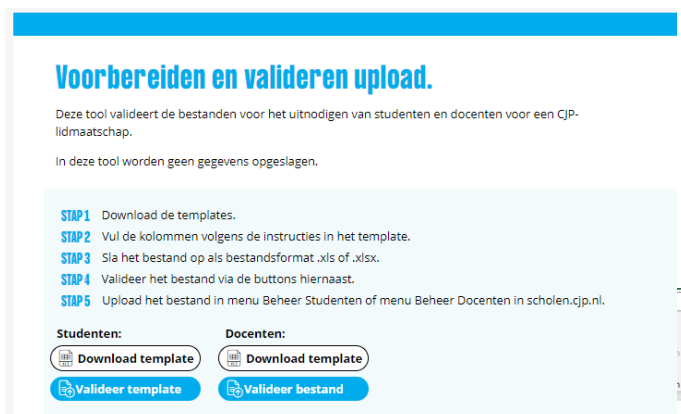 Voorbereiden en valideren upload.
Deze tool valideert de bestanden voor het uitnodigen van studenten en docenten voor een CJP-
lidmaatschap.
In deze tool worden geen gegevens opgeslagen.
STAP 1 Download de templates.
STAP 2 Vul de kolommen volgens de instructies in het template.
STAP 3 Sla het bestand op als bestandsformat .xls of .xlsx.
STAP 4 Valideer het bestand via de buttons hiernaast.
STAP 5 Upload het bestand in menu Beheer Studenten of menu Beheer Docenten in scholen.cjp.nl.
Studenten: Docenten:
Download template Download template
Valideer template Valideer bestand